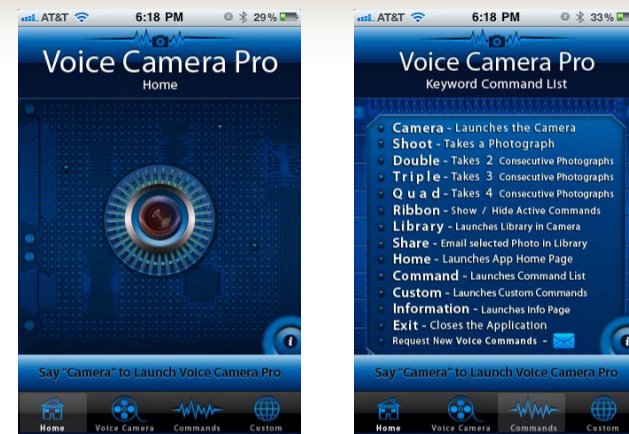 AT&T 6:18 PM 29%
Voice Camera Pro
Home
i
Say "Camera" to Launch Voice Camera Pro
Home Voice Camera Commands Custom
AT&T 6:18 PM 33%
Voice Camera Pro
Keyword Command List
Camera - Launches the Camera
Shoot - Takes a Photograph
Double - Takes 2 Consecutive Photographs
Triple - Takes 3 Consecutive Photographs
Quad - Takes 4 Consecutive Photographs
Ribbon - Show / Hide Active Commands
Library - Launches Library in Camera
Share - Email selected Photo in Library
Home - Launches App Home Page
Command - Launches Command List
Custom - Launches Custom Commands
Information - Launches Info Page
Exit - Closes the Application
Request New Voice Commands -
i
Say "Camera" to Launch Voice Camera Pro
Home Voice Camera Commands Custom